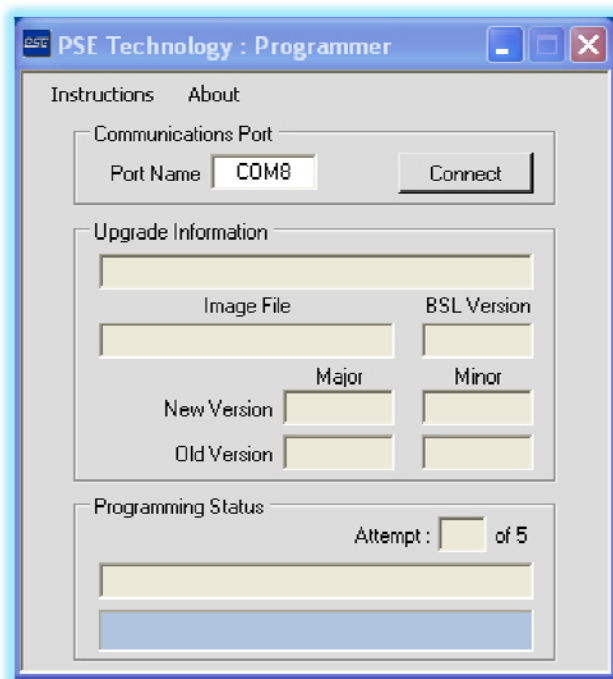 PSE PSE Technology : Programmer
Instructions About
Communications Port
Port Name COM8 Connect
Upgrade Information
Image File BSL Version
Major Minor
New Version
Old Version
Programming Status
Attempt : of 5